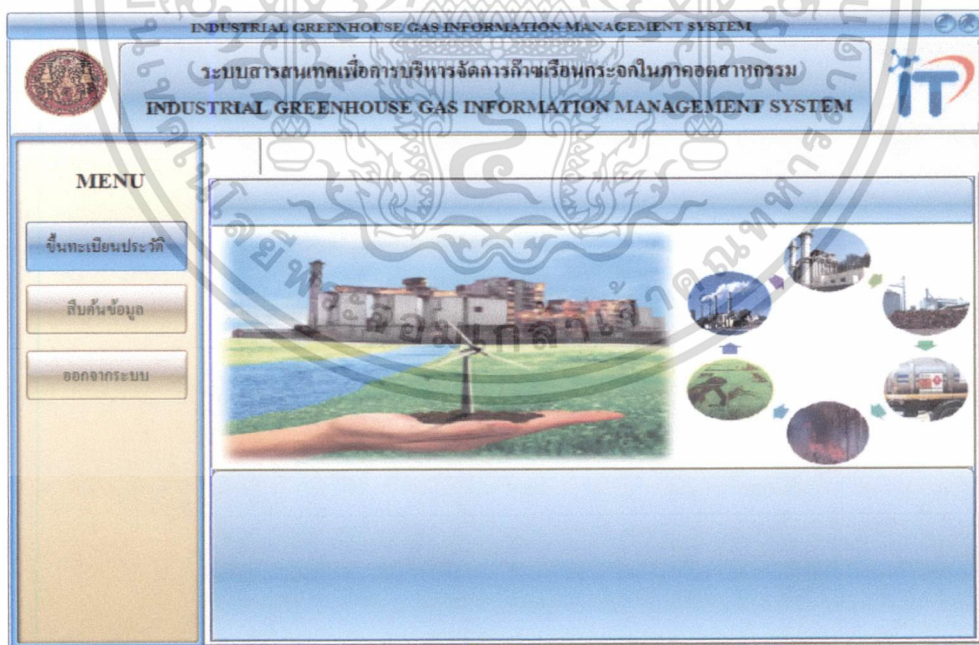 INDUSTRIAL GREENHOUSE GAS INFORMATION MANAGEMENT SYSTEM
ระบบสารสนเทศเพื่อการบริหารจัดการก๊าซเรือนกระจกในภาคอุตสาหกรรม
INDUSTRIAL GREENHOUSE GAS INFORMATION MANAGEMENT SYSTEM
iT
MENU
ขึ้นทะเบียนประวัติ
สืบค้นข้อมูล
ออกจากระบบ